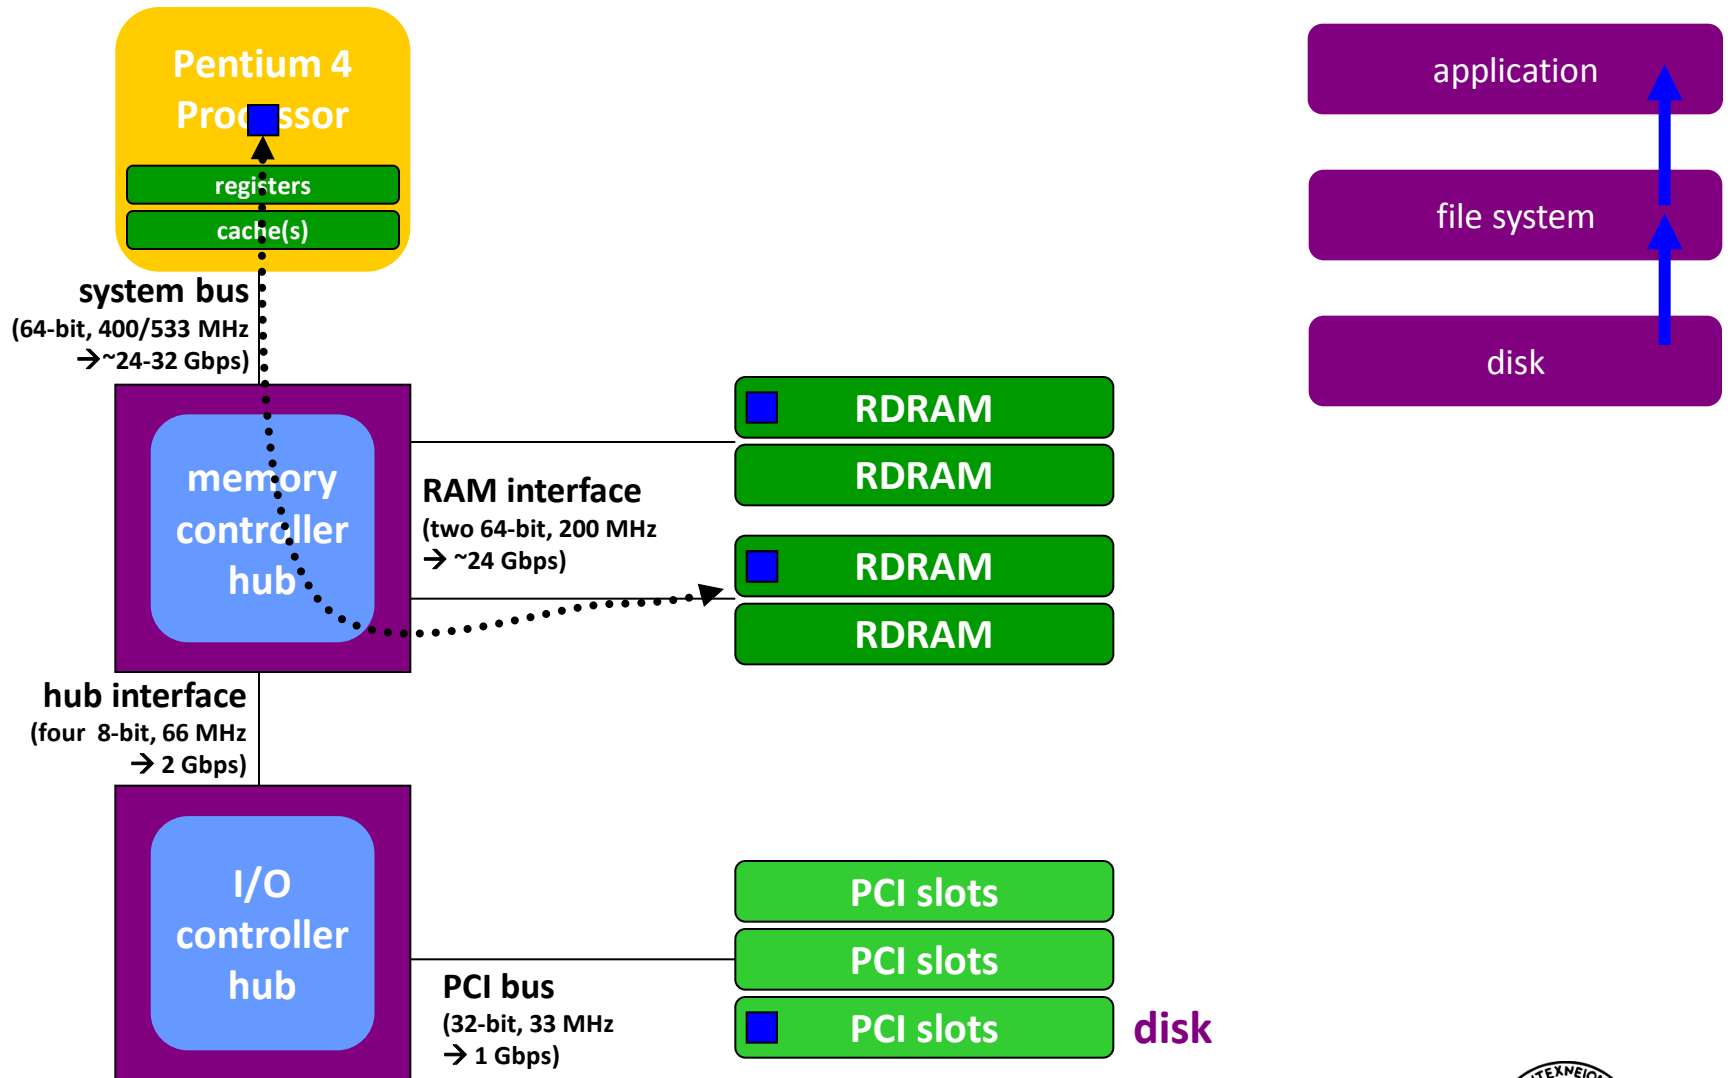 Pentium 4
Processor
registers
cache(s)
system bus
(64-bit, 400/533 MHz
→~24-32 Gbps)
memory
controller
hub
RAM interface
(two 64-bit, 200 MHz
→ ~24 Gbps)
RDRAM
RDRAM
RDRAM
RDRAM
hub interface
(four 8-bit, 66 MHz
→ 2 Gbps)
I/O
controller
hub
PCI bus
(32-bit, 33 MHz
→ 1 Gbps)
PCI slots
PCI slots
PCI slots
disk
application
file system
disk